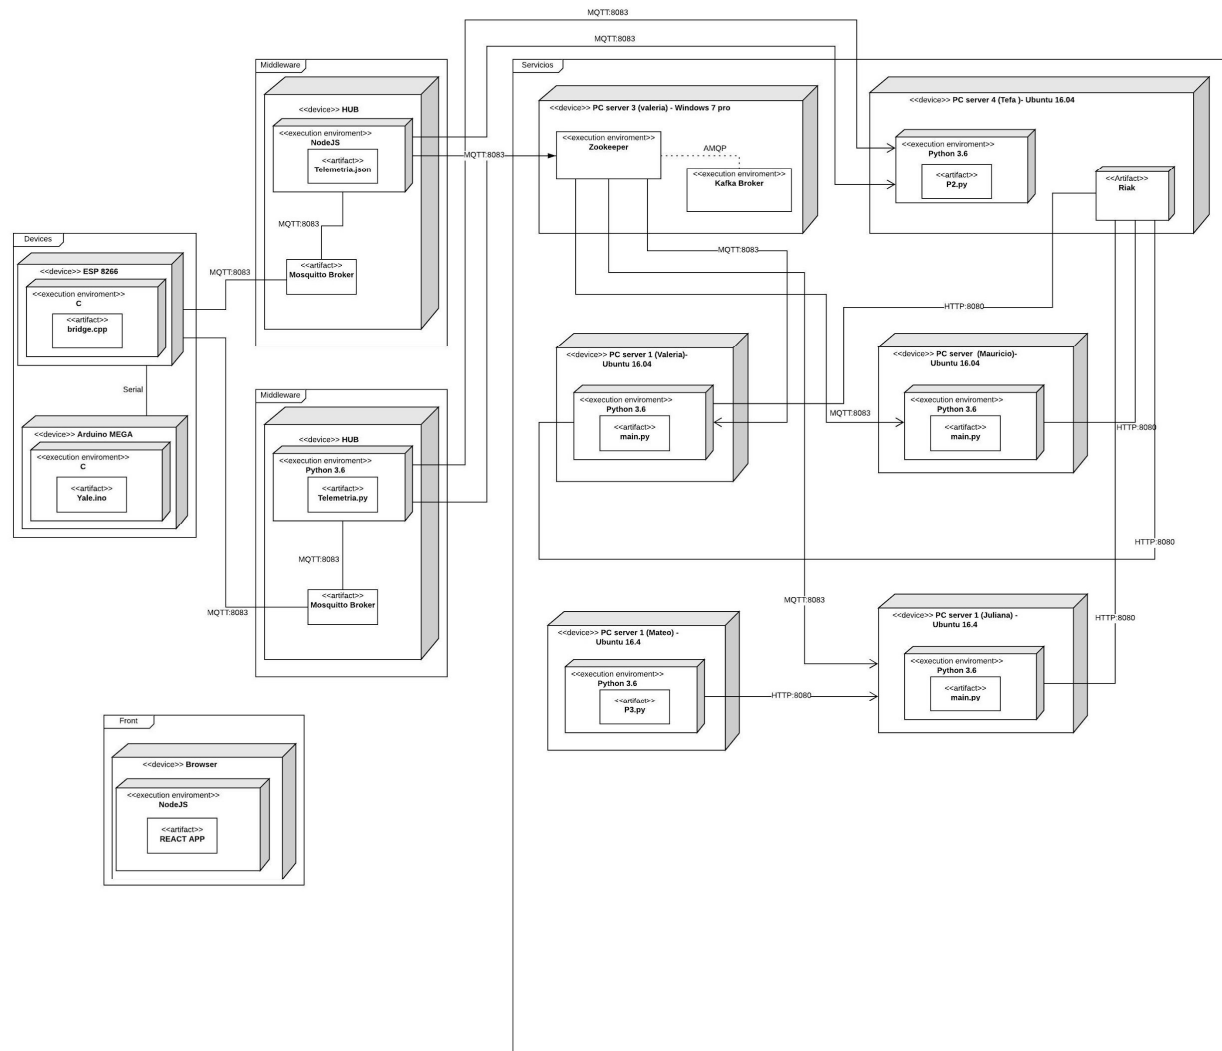 MQTT:8083
MQTT:8083
Middleware
<<device>> HUB
<<execution enviroment>>
NodeJS
<<artifact>>
Telemetria.json
MQTT:8083
<<artifact>>
Mosquitto Broker
MQTT:8083
MQTT:8083
Devices
<<device>> ESP 8266
<<execution enviroment>>
C
<<artifact>>
bridge.cpp
Serial
<<device>> Arduino MEGA
<<execution enviroment>>
C
<<artifact>>
Yale.ino
Middleware
<<device>> HUB
<<execution enviroment>>
Python 3.6
<<artifact>>
Telemetria.py
MQTT:8083
<<artifact>>
Mosquitto Broker
MQTT:8083
Front
<<device>> Browser
<<execution enviroment>>
NodeJS
<<artifact>>
REACT APP
Servicios
<<device>> PC server 3 (valeria) - Windows 7 pro
<<execution enviroment>>
Zookeeper
AMQP
<<execution enviroment>>
Kafka Broker
<<device>> PC server 4 (Tefa )- Ubuntu 16.04
<<execution enviroment>>
Python 3.6
<<artifact>>
P2.py
<<Artifact>>
Riak
MQTT:8083
HTTP:8080
<<device>> PC server 1 (Valeria)-
Ubuntu 16.04
<<execution enviroment>>
Python 3.6
<<artifact>>
main.py
MQTT:8083
<<device>> PC server  (Mauricio)-
Ubuntu 16.04
<<execution enviroment>>
Python 3.6
<<artifact>>
main.py
HTTP:8080
HTTP:8080
MQTT:8083
HTTP:8080
<<device>> PC server 1 (Mateo) -
Ubuntu 16.4
<<execution enviroment>>
Python 3.6
<<artifact>>
P3.py
HTTP:8080
<<device>> PC server 1 (Juliana) -
Ubuntu 16.4
<<execution enviroment>>
Python 3.6
<<artifact>>
main.py